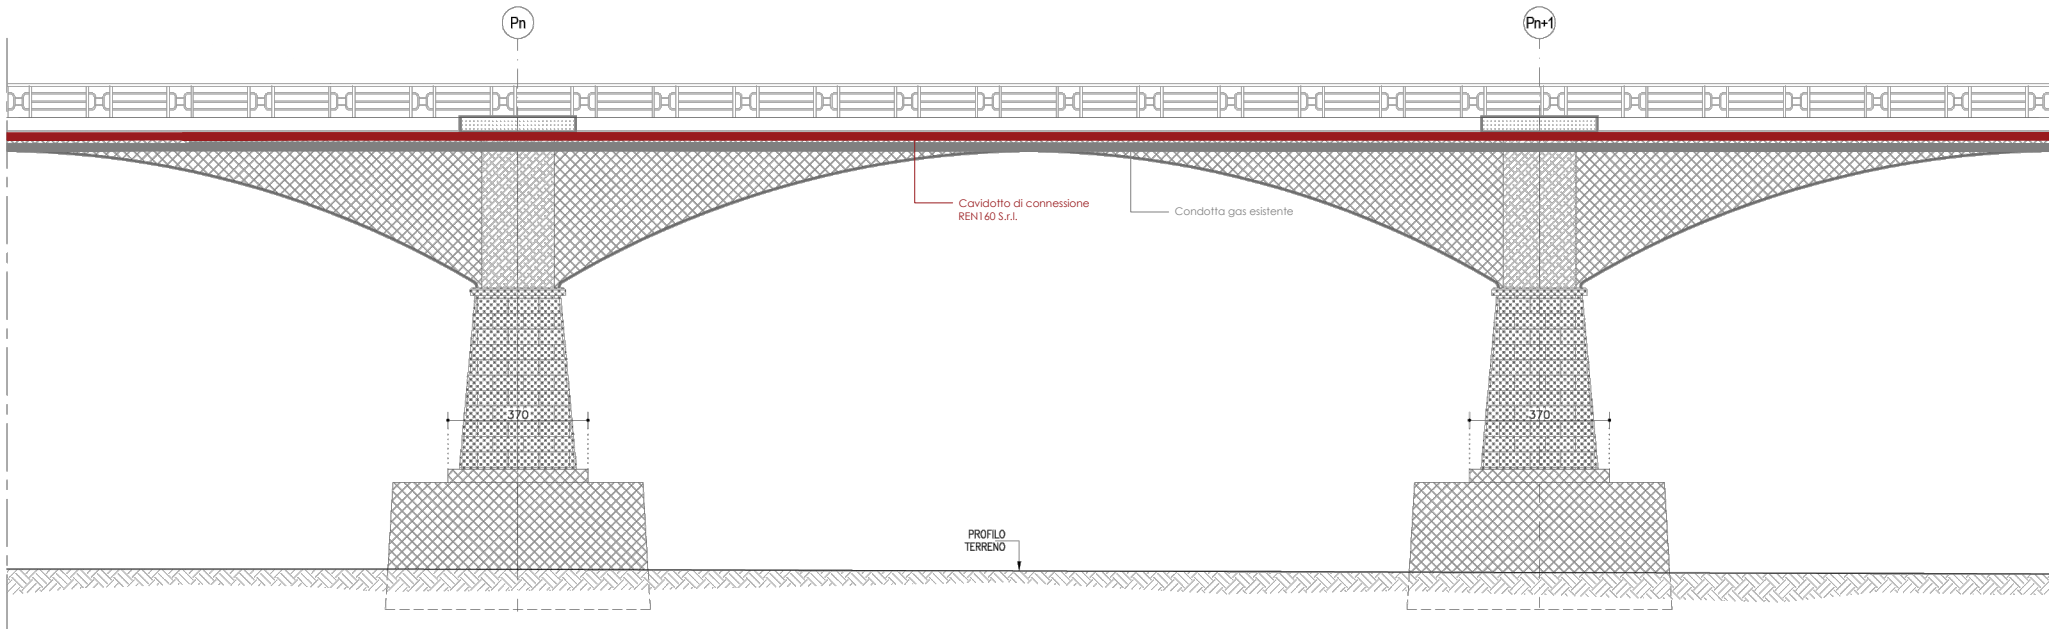 Pn
Pn+1
Cavidotto di connessione
REN160 S.r.l.
Condotta gas esistente
370
370
PROFILO
TERRENO